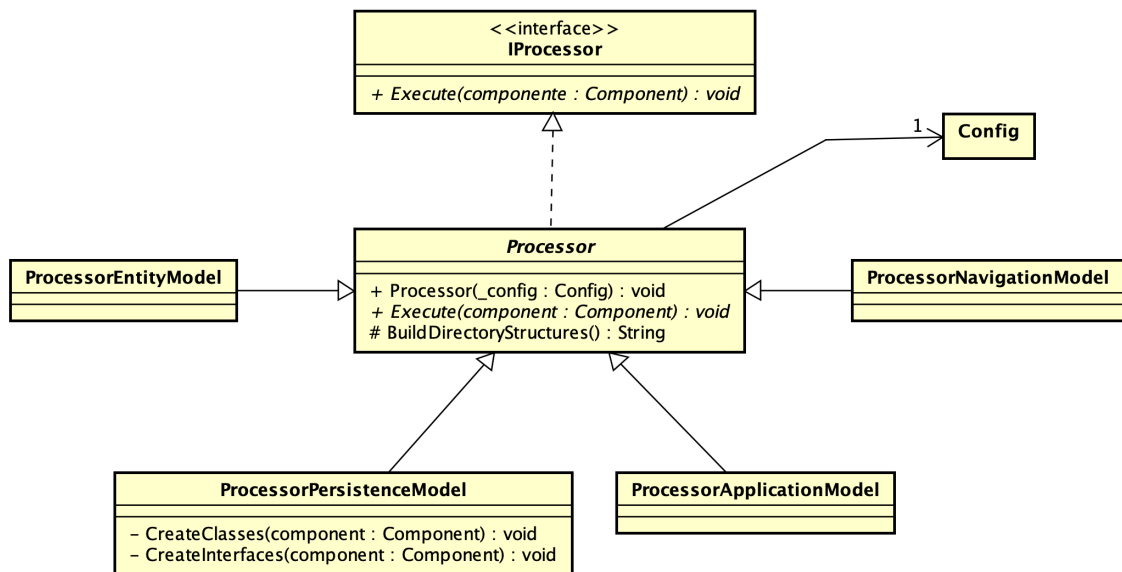 <<interface>>
IProcessor
+ Execute(componente : Component) : void
1
Config
Processor
+ Processor(_config : Config) : void
+ Execute(component : Component) : void
# BuildDirectoryStructures() : String
ProcessorEntityModel
ProcessorNavigationModel
ProcessorPersistenceModel
- CreateClasses(component : Component) : void
- CreateInterfaces(component : Component) : void
ProcessorApplicationModel